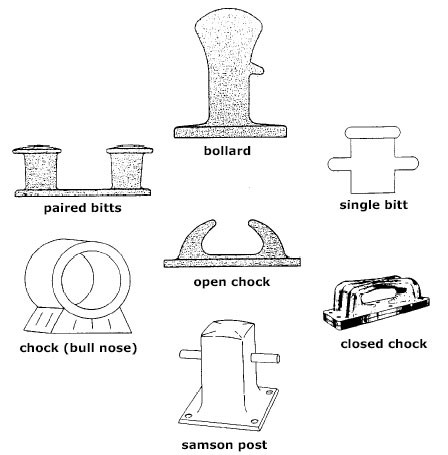 bollard
paired bitts
single bitt
open chock
chock (bull nose)
closed chock
samson post